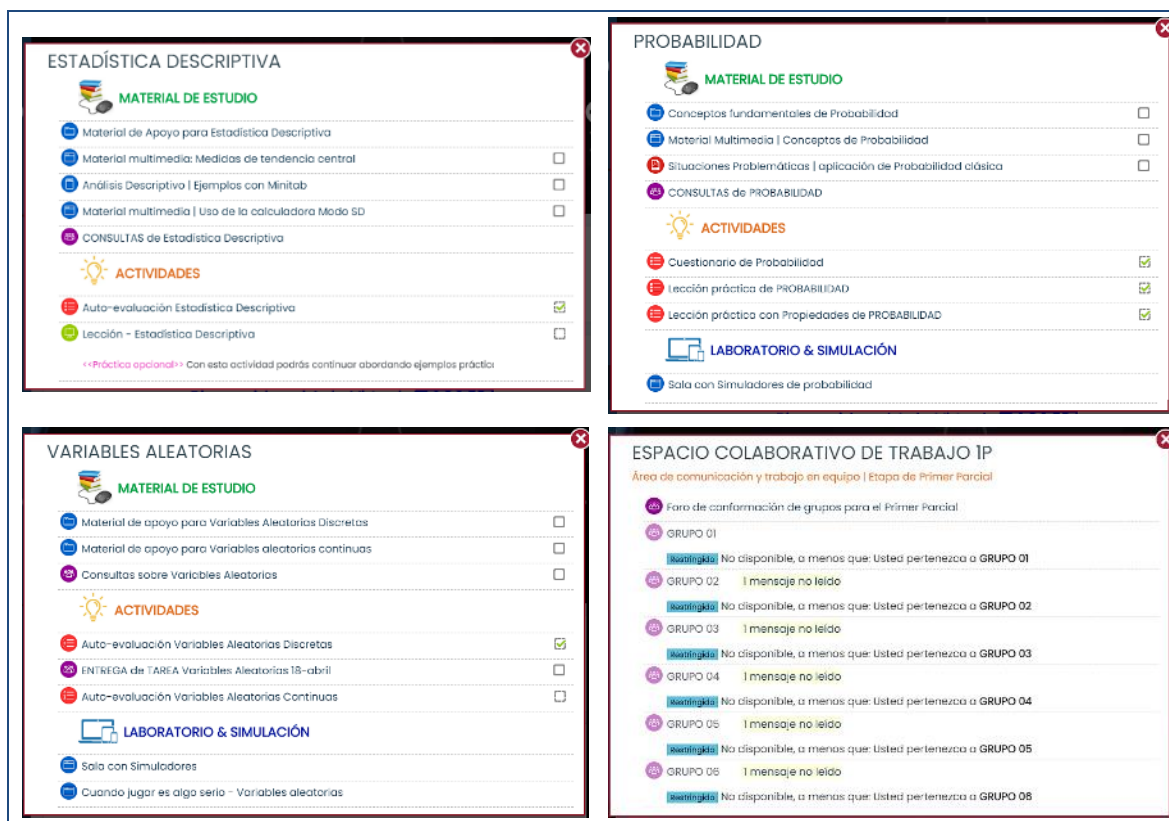 ESTADÍSTICA DESCRIPTIVA
MATERIAL DE ESTUDIO
Material de Apoyo para Estadística Descriptiva
Material multimedia: Medidas de tendencia central
Análisis Descriptivo | Ejemplos con Minitab
Material multimedia | Uso de la calculadora Modo SD
CONSULTAS de Estadística Descriptiva
ACTIVIDADES
Auto-evaluación Estadística Descriptiva
Lección - Estadística Descriptiva
<<Práctica opcional>> Con esta actividad podrás continuar abordando ejemplos práctic
PROBABILIDAD
MATERIAL DE ESTUDIO
Conceptos fundamentales de Probabilidad
Material Multimedia | Conceptos de Probabilidad
Situaciones Problemáticas | aplicación de Probabilidad clásica
CONSULTAS de PROBABILIDAD
ACTIVIDADES
Cuestionario de Probabilidad
Lección práctica de PROBABILIDAD
Lección práctica con Propiedades de PROBABILIDAD
LABORATORIO & SIMULACIÓN
Sala con Simuladores de probabilidad
VARIABLES ALEATORIAS
MATERIAL DE ESTUDIO
Material de apoyo para Variables Aleatorias Discretas
Material de apoyo para Variables aleatorias continuas
Consultas sobre Variables Aleatorias
ACTIVIDADES
Auto-evaluación Variables Aleatorias Discretas
ENTREGA de TAREA Variables Aleatorias 18-abril
Auto-evaluación Variables Aleatorias Continuas
LABORATORIO & SIMULACIÓN
Sala con Simuladores
Cuando jugar es algo serio - Variables aleatorias
ESPACIO COLABORATIVO DE TRABAJO 1P
Área de comunicación y trabajo en equipo | Etapa de Primer Parcial
Foro de conformación de grupos para el Primer Parcial
GRUPO 01
Restringido No disponible, a menos que: Usted pertenezca a GRUPO 01
GRUPO 02 1 mensaje no leído
Restringido No disponible, a menos que: Usted pertenezca a GRUPO 02
GRUPO 03 1 mensaje no leído
Restringido No disponible, a menos que: Usted pertenezca a GRUPO 03
GRUPO 04 1 mensaje no leído
Restringido No disponible, a menos que: Usted pertenezca a GRUPO 04
GRUPO 05 1 mensaje no leído
Restringido No disponible, a menos que: Usted pertenezca a GRUPO 05
GRUPO 06 1 mensaje no leído
Restringido No disponible, a menos que: Usted pertenezca a GRUPO 06